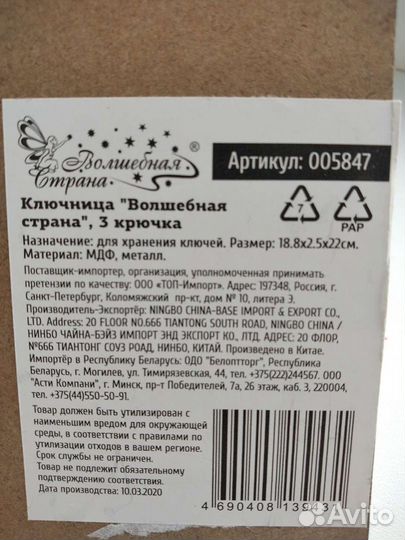 Волшебная
Страна
®
Артикул: 005847
7
PAP
Ключница "Волшебная
страна", 3 крючка
Назначение: для хранения ключей. Размер: 18.8x2.5x22см.
Материал: МДФ, металл.
Поставщик-импортер, организация, уполномоченная принимать
претензии по качеству: ООО «ТОП-Импорт». Адрес: 197348, Россия, г.
Санкт-Петербург, Коломяжский пр-кт, дом № 10, литера З.
Производитель-Экспортёр: NINGBO CHINA-BASE IMPORT & EXPORT CO.,
LTD. Address: 20 FLOOR NO.666 TIANTONG SOUTH ROAD, NINGBO CHINA /
НИНБО ЧАЙНА-БЭЙЗ ИМПОРТ ЭНД ЭКСПОРТ КО., ЛТД. АДРЕС: 20 ФЛОР,
№666 ТИАНТОНГ СОУЗ РОАД, НИНБО, КИТАЙ. Произведено в Китае.
Импортёр в Республику Беларусь: ОДО "Белоптторг", Республика
Беларусь, г. Могилев, ул. Тимирязевская, 44, тел. +375(222)244567. ООО
"Асти Компани", г. Минск, пр-т Победителей, 7а, 26 этаж, каб. 3, 220004,
тел. +375(44)550-50-91.
Товар должен быть утилизирован с
наименьшим вредом для окружающей
среды, в соответствии с правилами по
утилизации отходов в вашем регионе.
Срок службы не ограничен.
Товар не подлежит обязательному
подтверждению соответствия.
Дата производства: 10.03.2020
4 690408 139431
Avito